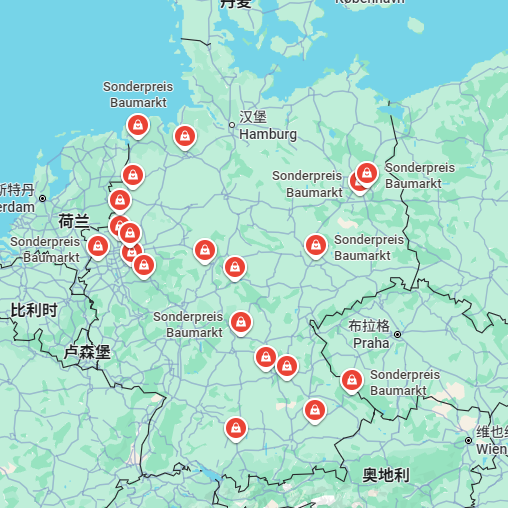 丹麦
København
Sonderpreis
Baumarkt
汉堡
Hamburg
Sonderpreis
Baumarkt
Sonderpreis
Baumarkt
斯特丹
erdam
荷兰
Sonderpreis
Baumarkt
Sonderpreis
Baumarkt
比利时
Sonderpreis
Baumarkt
布拉格
Praha
卢森堡
Sonderpreis
Baumarkt
维也纳
Wien
奥地利